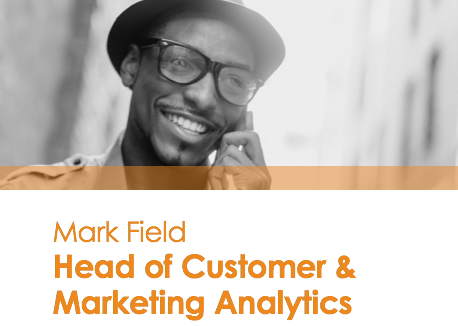 Mark Field
Head of Customer &
Marketing Analytics